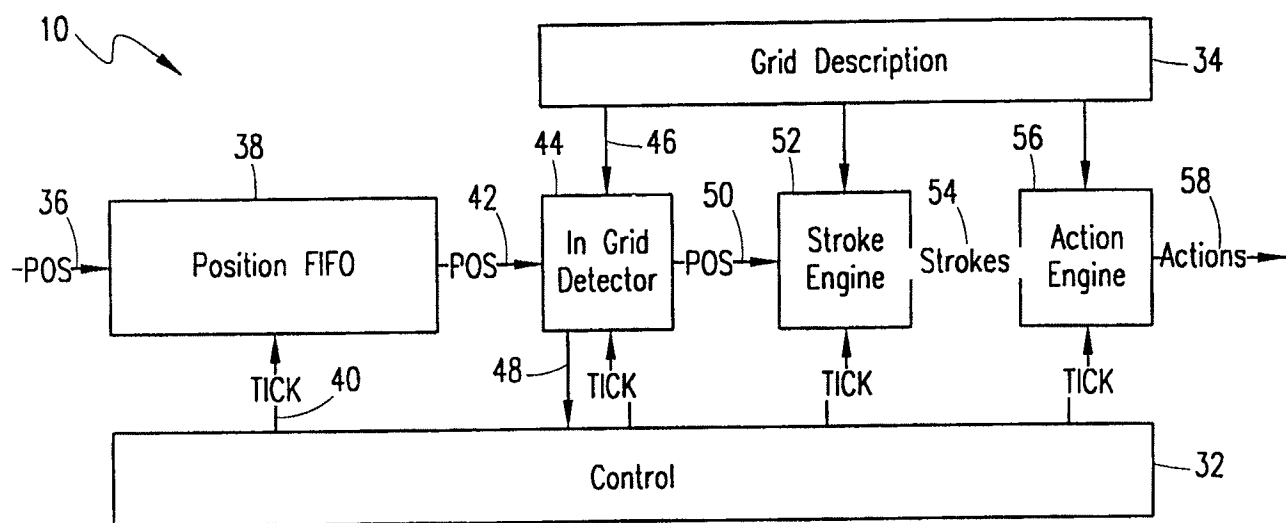 10
Grid Description
34
38
44
46
52
56
36
42
50
54
58
POS
Position FIFO
POS
In Grid
Detector
POS
Stroke
Engine
Strokes
Action
Engine
Actions
TICK
40
48
TICK
TICK
TICK
Control
32